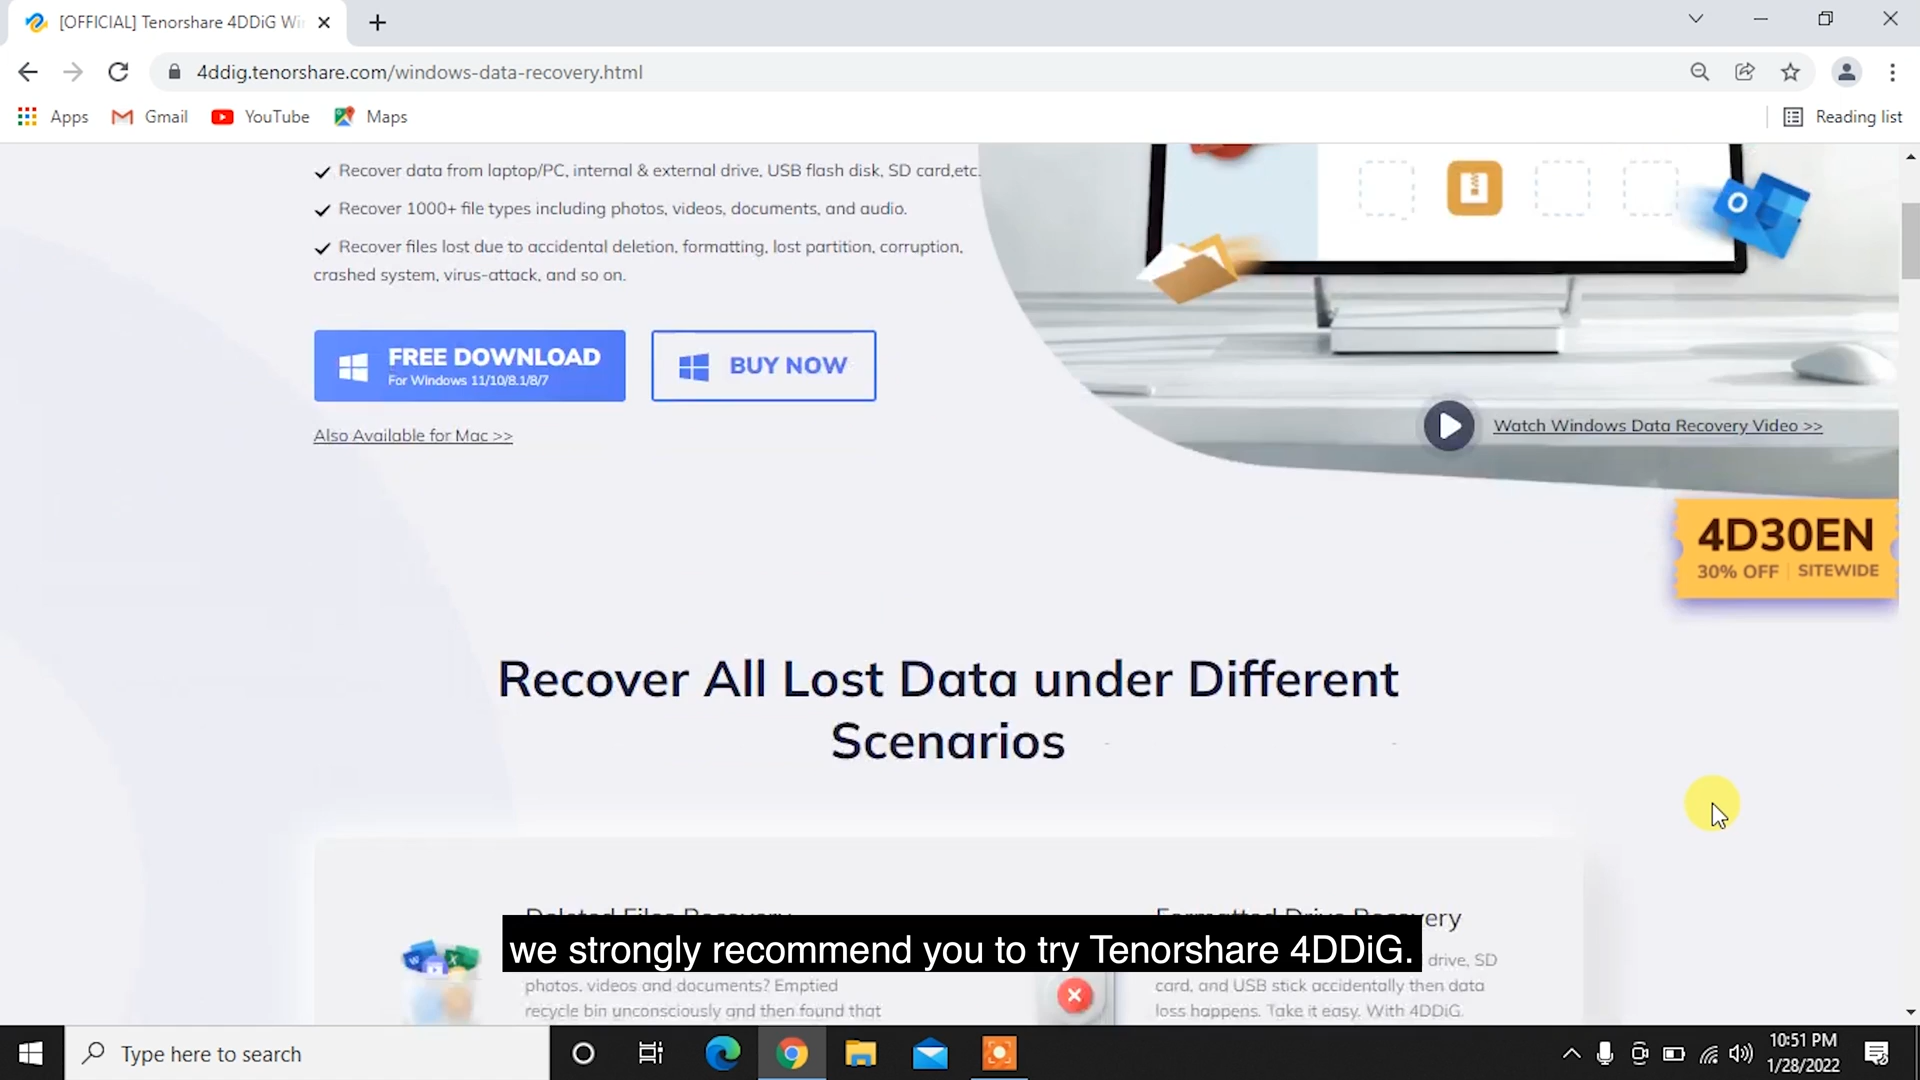 [OFFICIAL] Tenorshare 4DDiG Wi
4ddig.tenorshare.com/windows-data-recovery.html
Apps Gmail YouTube Maps Reading list
Recover data from laptop/PC, internal & external drive, USB flash disk, SD card,etc.
Recover 1000+ file types including photos, videos, documents, and audio.
Recover files lost due to accidental deletion, formatting, lost partition, corruption,
crashed system, virus-attack, and so on.
FREE DOWNLOAD
For Windows 11/10/8.1/8/7
BUY NOW
Also Available for Mac >>
Watch Windows Data Recovery Video >>
4D30EN
30% OFF | SITEWIDE
Recover All Lost Data under Different
Scenarios
Deleted Files Recovery
Formatted Drive Recovery
we strongly recommend you to try Tenorshare 4DDiG.
drive, SD
photos, videos and documents? Emptied
recycle bin unconsciously and then found that
card, and USB stick accidentally then data
loss happens. Take it easy. With 4DDiG.
Type here to search
10:51 PM
1/28/2022